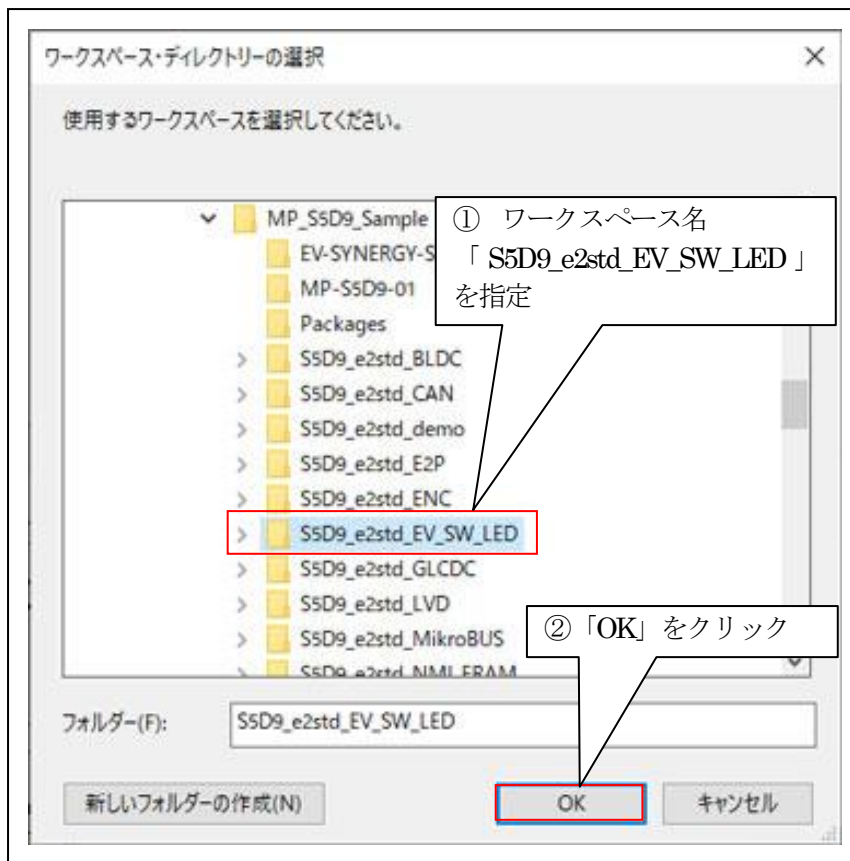 ワークスペース・ディレクトリーの選択
使用するワークスペースを選択してください。
MP_S5D9_Sample
EV-SYNERGY-S
MP-S5D9-01
Packages
S5D9_e2std_BLDC
S5D9_e2std_CAN
S5D9_e2std_demo
S5D9_e2std_E2P
S5D9_e2std_ENC
S5D9_e2std_EV_SW_LED
S5D9_e2std_GLCDC
S5D9_e2std_LVD
S5D9_e2std_MikroBUS
S5D9_e2std_NMI_FRAM
① ワークスペース名
「 S5D9_e2std_EV_SW_LED 」
を指定
②「OK」をクリック
フォルダー(F):
S5D9_e2std_EV_SW_LED
新しいフォルダーの作成(N)
OK
キャンセル